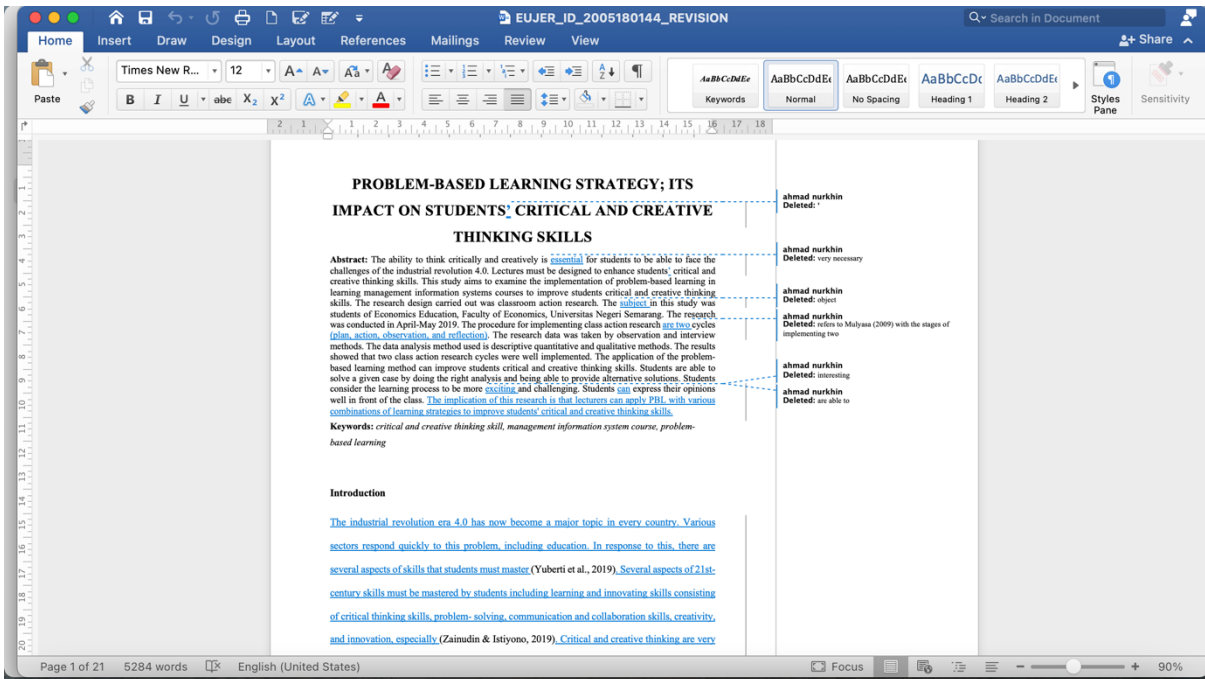 EUJER_ID_2005180144_REVISION
Search in Document
Home Insert Draw Design Layout References Mailings Review View
Share
Paste
Times New R... 12
AaBbCcDdEe AaBbCcDdEe AaBbCcDdEe AaBbCcDc AaBbCcDdEe
Keywords Normal No Spacing Heading 1 Heading 2
Styles Pane
Sensitivity
2 1 1 2 3 4 5 6 7 8 9 10 11 12 13 14 15 16 17 18
PROBLEM-BASED LEARNING STRATEGY; ITS
IMPACT ON STUDENTS’ CRITICAL AND CREATIVE
THINKING SKILLS
Abstract: The ability to think critically and creatively is essential for students to be able to face the
challenges of the industrial revolution 4.0. Lectures must be designed to enhance students’ critical and
creative thinking skills. This study aims to examine the implementation of problem-based learning in
learning management information systems courses to improve students critical and creative thinking
skills. The research design carried out was classroom action research. The subject in this study was
students of Economics Education, Faculty of Economics, Universitas Negeri Semarang. The research
was conducted in April-May 2019. The procedure for implementing class action research are two cycles
(plan, action, observation, and reflection). The research data was taken by observation and interview
methods. The data analysis method used is descriptive quantitative and qualitative methods. The results
showed that two class action research cycles were well implemented. The application of the problem-
based learning method can improve students critical and creative thinking skills. Students are able to
solve a given case by doing the right analysis and being able to provide alternative solutions. Students
consider the learning process to be more exciting and challenging. Students can express their opinions
well in front of the class. The implication of this research is that lecturers can apply PBL with various
combinations of learning strategies to improve students' critical and creative thinking skills.
Keywords: critical and creative thinking skill, management information system course, problem-
based learning
Introduction
The industrial revolution era 4.0 has now become a major topic in every country. Various
sectors respond quickly to this problem, including education. In response to this, there are
several aspects of skills that students must master (Yuberti et al., 2019). Several aspects of 21st-
century skills must be mastered by students including learning and innovating skills consisting
of critical thinking skills, problem- solving, communication and collaboration skills, creativity,
and innovation, especially (Zainudin & Istiyono, 2019). Critical and creative thinking are very
ahmad nurkhin
Deleted: '
ahmad nurkhin
Deleted: very necessary
ahmad nurkhin
Deleted: object
ahmad nurkhin
Deleted: refers to Mulyasa (2009) with the stages of
implementing two
ahmad nurkhin
Deleted: interesting
ahmad nurkhin
Deleted: are able to
Page 1 of 21 5284 words English (United States) Focus 90%